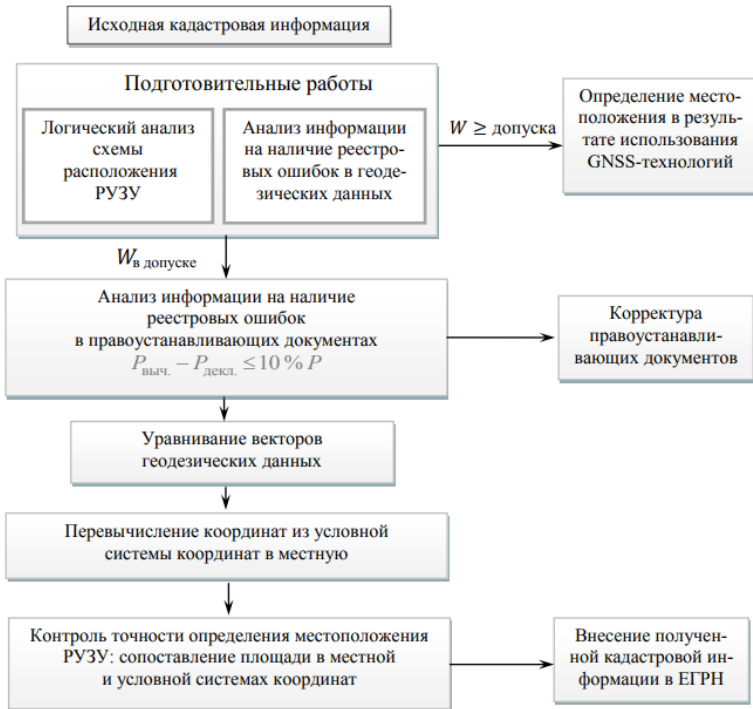 Исходная кадастровая информация
Подготовительные работы
Логический анализ
схемы
расположения
РУЗУ
Анализ информации
на наличие реестро-
вых ошибок в геоде-
зических данных
W ≥ допуска
Определение место-
положения в резуль-
тате использования
GNSS-технологий
Wв допуске
Анализ информации на наличие
реестровых ошибок
в правоустанавливающих документах
Pвыч. − Pдекл. ≤ 10 % P
Корректура
правоустанавли-
вающих документов
Уравнивание векторов
геодезических данных
Перевычисление координат из условной
системы координат в местную
Контроль точности определения местоположения
РУЗУ: сопоставление площади в местной
и условной системах координат
Внесение получен-
ной кадастровой ин-
формации в ЕГРН